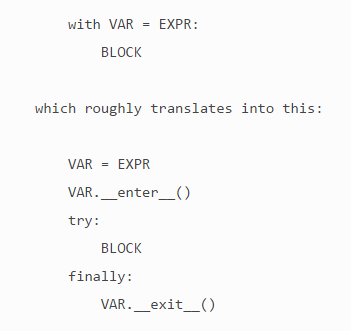 with VAR = EXPR:
BLOCK
which roughly translates into this:
VAR = EXPR
VAR.__enter__()
try:
BLOCK
finally:
VAR.__exit__()